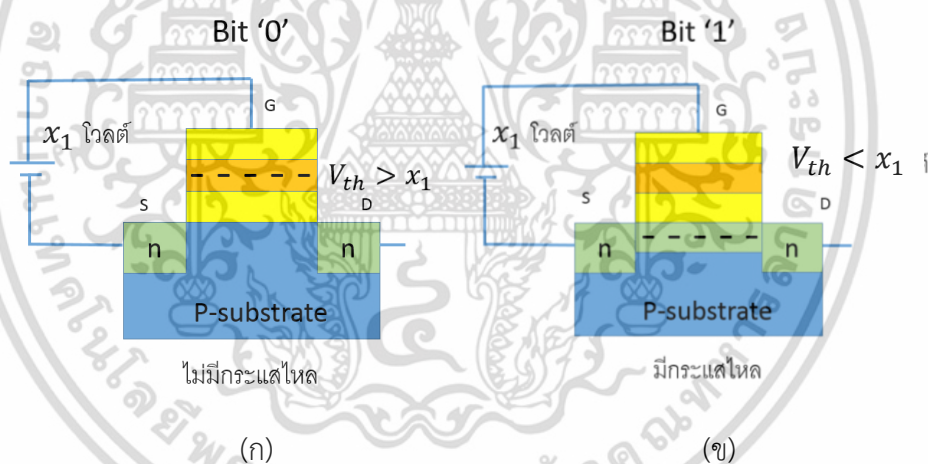 Bit ‘0’
G
𝑥₁ โวลต์
𝑉𝑡ℎ > 𝑥₁
S
D
n
n
P-substrate
ไม่มีกระแสไหล
(ก)
Bit ‘1’
G
𝑥₁ โวลต์
𝑉𝑡ℎ < 𝑥₁
S
D
n
n
P-substrate
มีกระแสไหล
(ข)